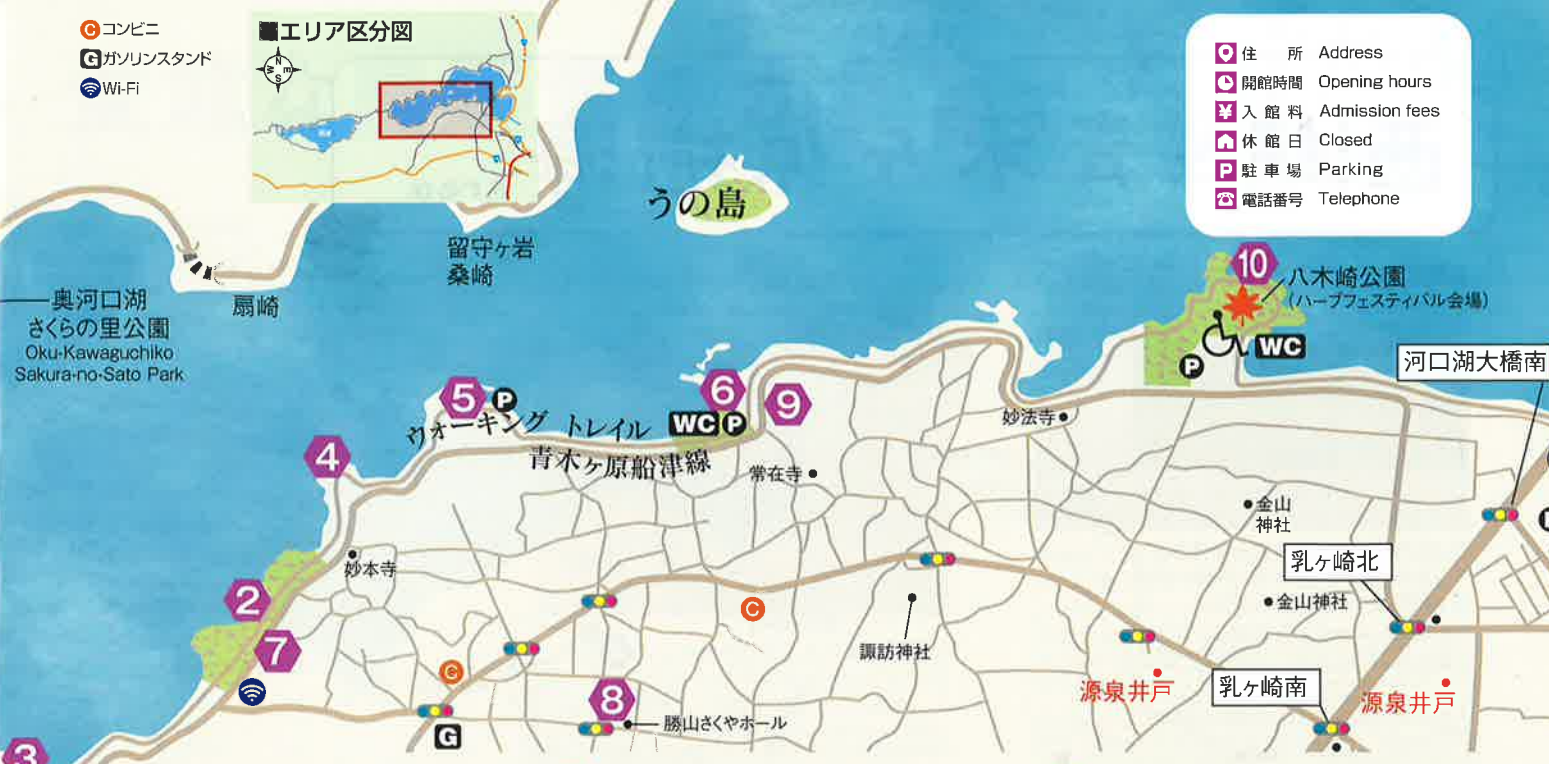 C コンビニ
G ガソリンスタンド
Wi-Fi
■エリア区分図
N
W E
S
住所 Address
開館時間 Opening hours
¥ 入館料 Admission fees
休館日 Closed
P 駐車場 Parking
電話番号 Telephone
うの島
留守ヶ岩
桑崎
扇崎
奥河口湖
さくらの里公園
Oku-Kawaguchiko
Sakura-no-Sato Park
10
八木崎公園
(ハーブフェスティバル会場)
WC
P
河口湖大橋南
5
P
6
WC P
9
ウォーキング トレイル
青木ヶ原船津線
妙法寺
4
常在寺
金山
神社
妙本寺
乳ヶ崎北
2
C
金山神社
7
諏訪神社
C
源泉井戸
乳ヶ崎南
源泉井戸
8
勝山さくやホール
G
3